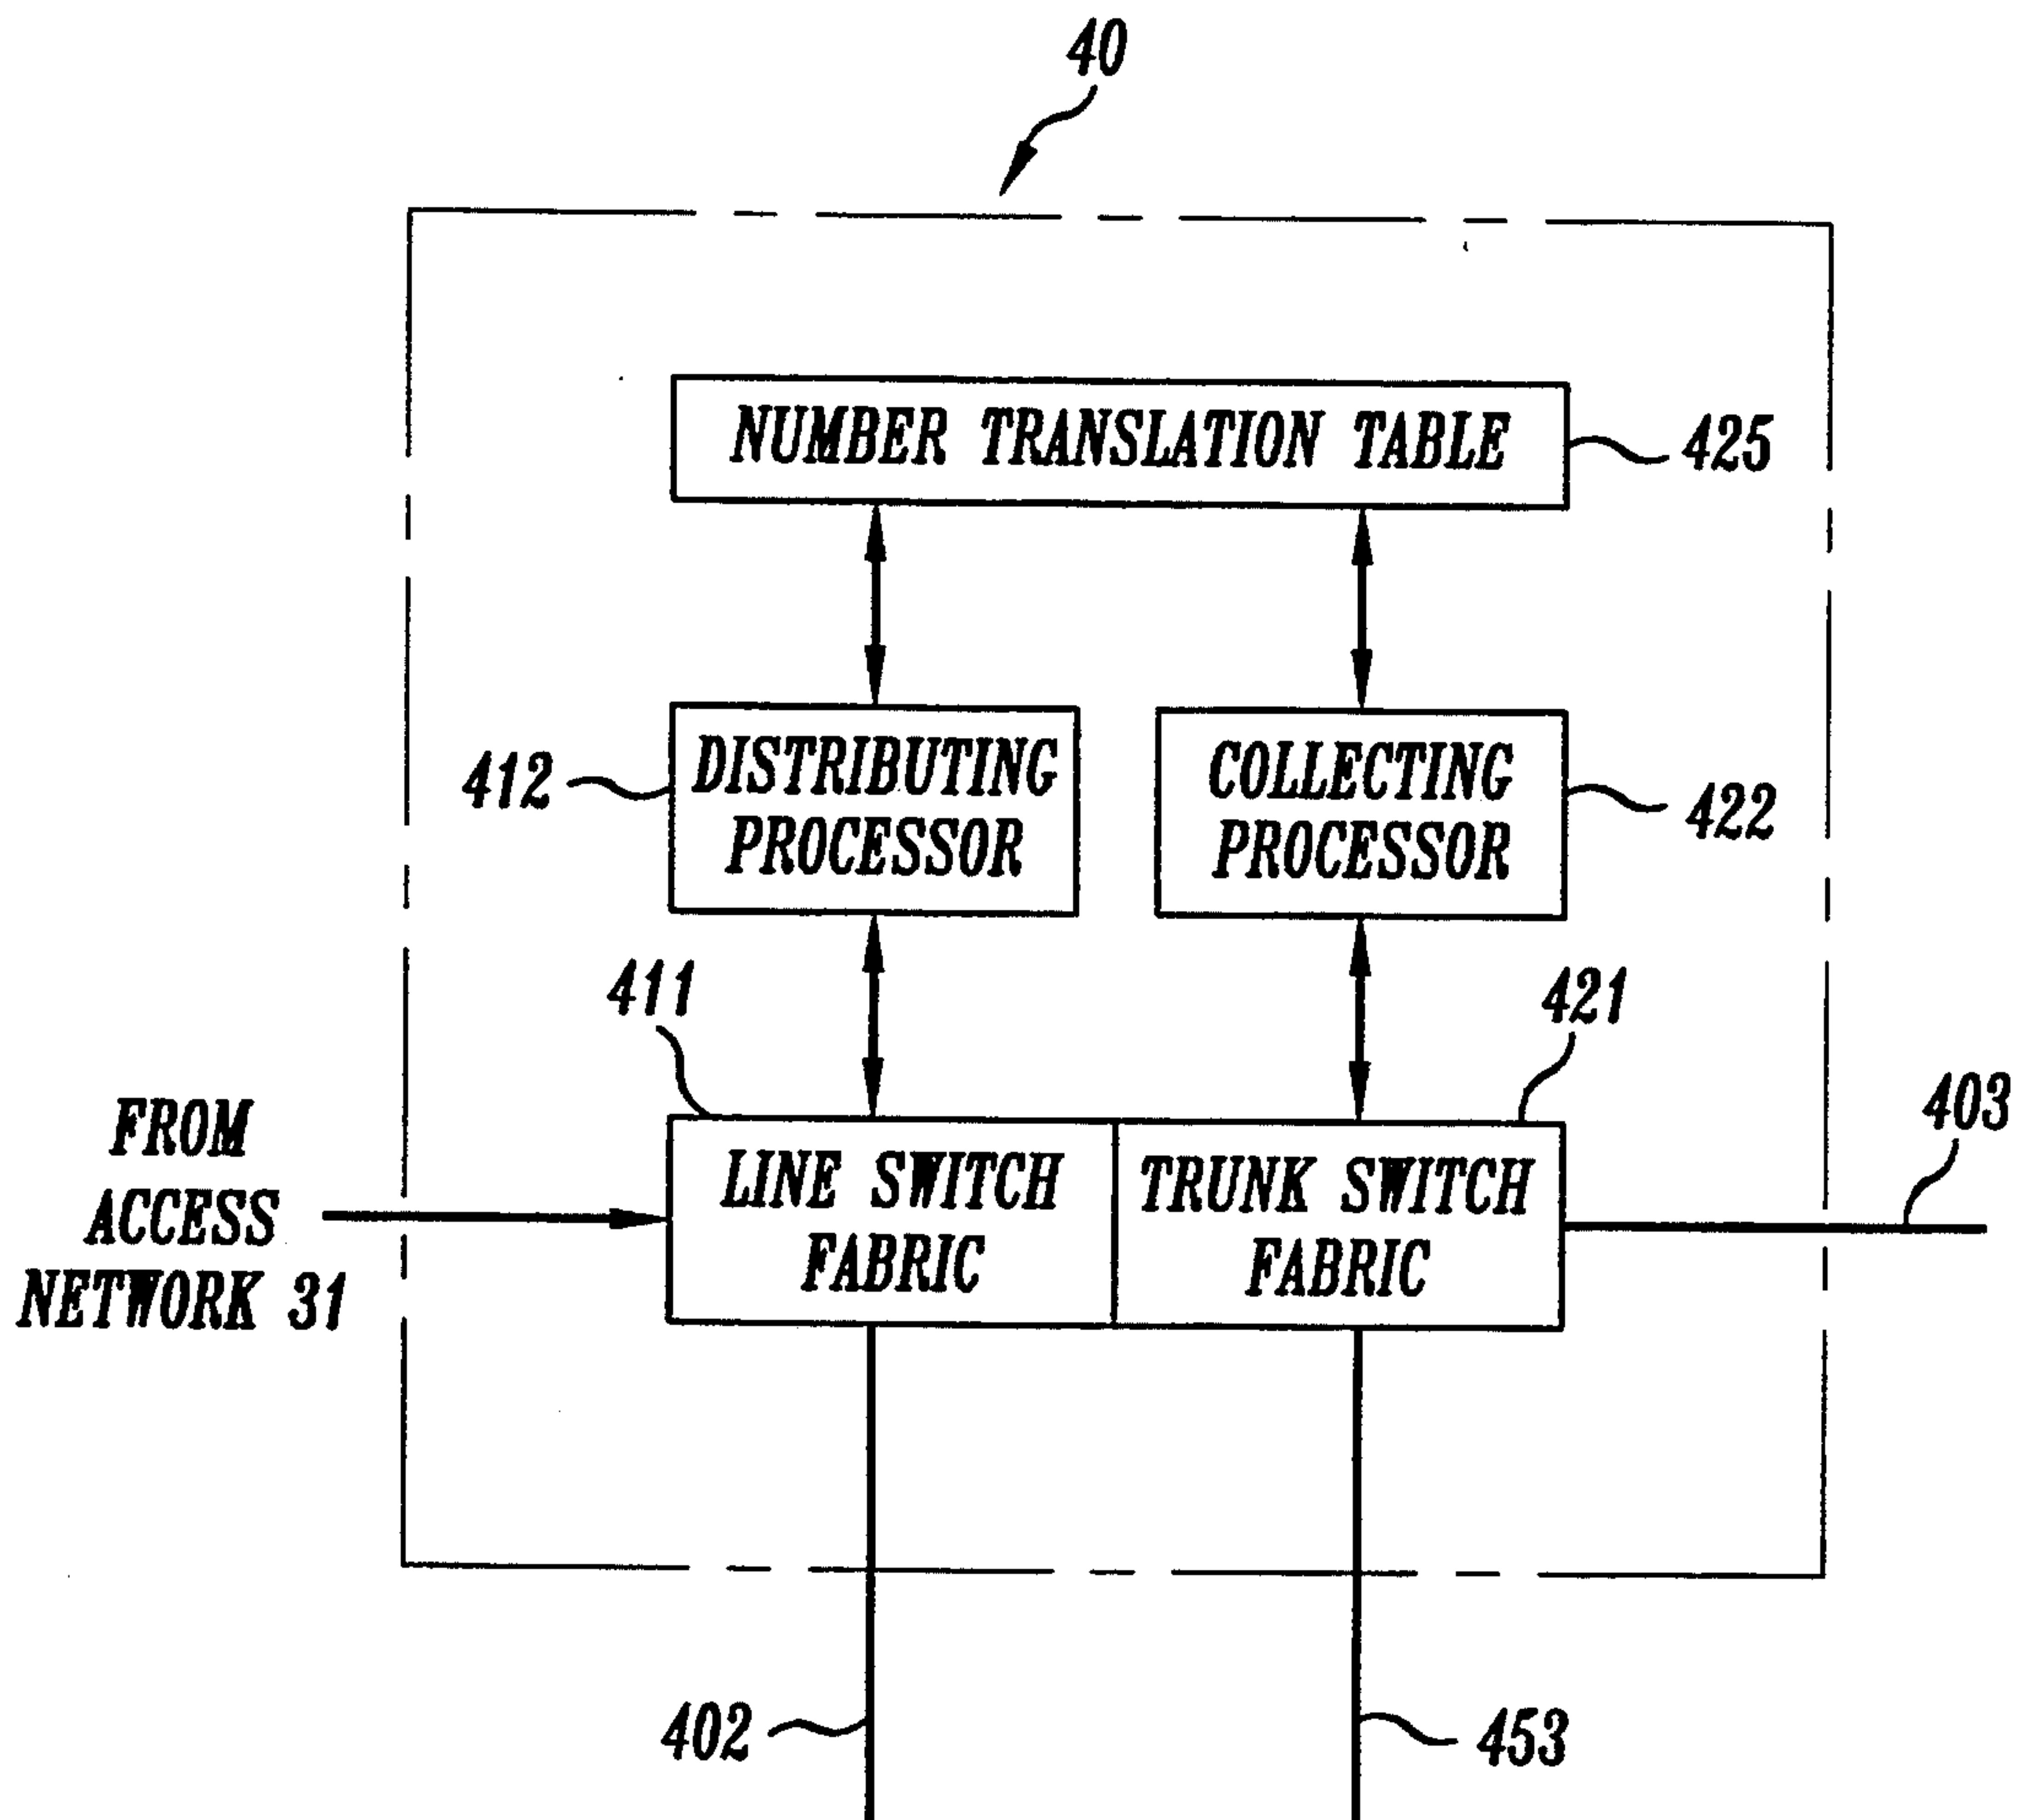 40
NUMBER TRANSLATION TABLE
425
412
DISTRIBUTING
PROCESSOR
COLLECTING
PROCESSOR
422
411
421
403
FROM
ACCESS
NETWORK 31
LINE SWITCH
FABRIC
TRUNK SWITCH
FABRIC
402
453